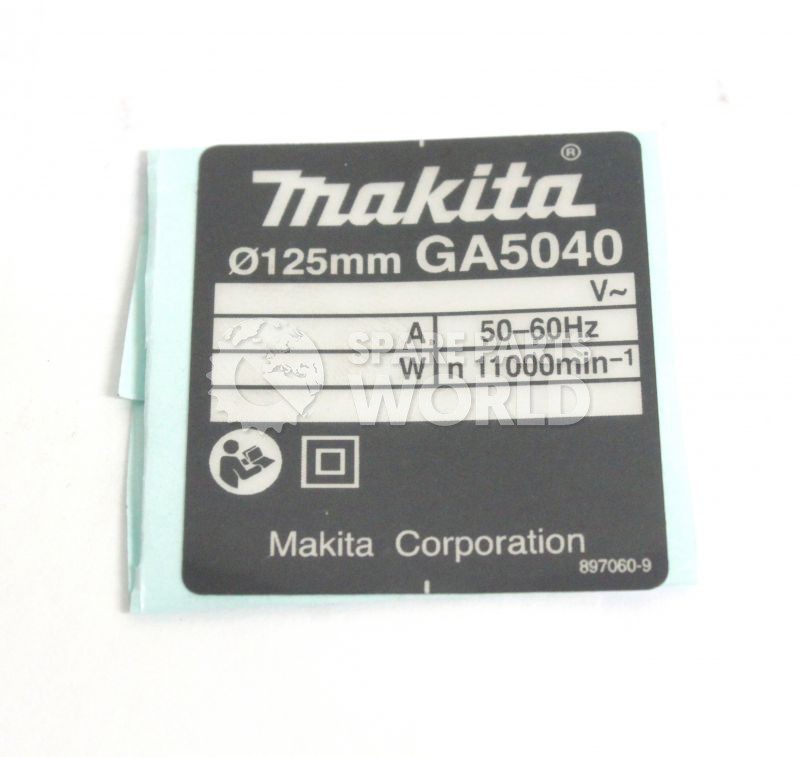 makita®
Ø125mm GA5040
V~
A 50–60Hz
W n 11000min⁻¹
SPARE PARTS
WORLD
Makita Corporation
897060-9